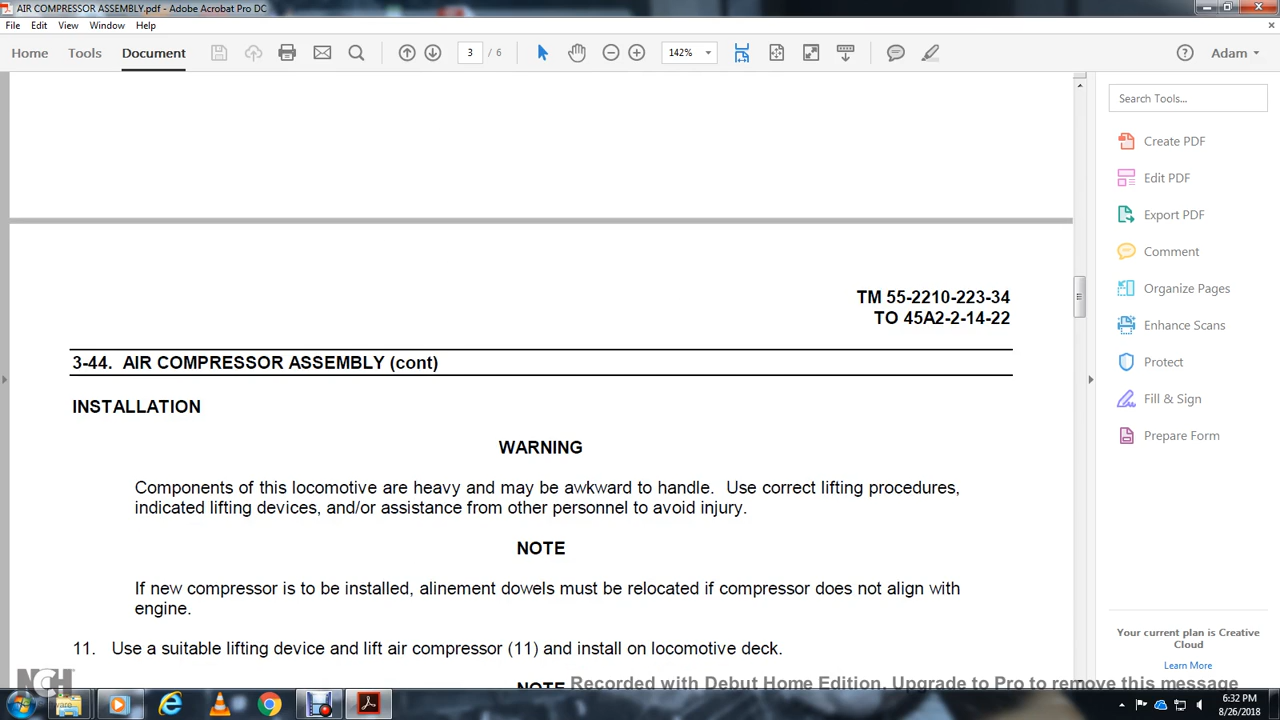 AIR COMPRESSOR ASSEMBLY.pdf - Adobe Acrobat Pro DC
File Edit View Window Help
Home Tools Document 3 / 6 142% Adam
Search Tools...
Create PDF
Edit PDF
Export PDF
Comment
Organize Pages
Enhance Scans
Protect
Fill & Sign
Prepare Form
Your current plan is Creative
Cloud
Learn More
TM 55-2210-223-34
TO 45A2-2-14-22
3-44. AIR COMPRESSOR ASSEMBLY (cont)
INSTALLATION
WARNING
Components of this locomotive are heavy and may be awkward to handle. Use correct lifting procedures,
indicated lifting devices, and/or assistance from other personnel to avoid injury.
NOTE
If new compressor is to be installed, alinement dowels must be relocated if compressor does not align with
engine.
11. Use a suitable lifting device and lift air compressor (11) and install on locomotive deck.
NOTE
NCH
Recorded with Debut Home Edition. Upgrade to Pro to remove this message
6:32 PM
8/26/2018